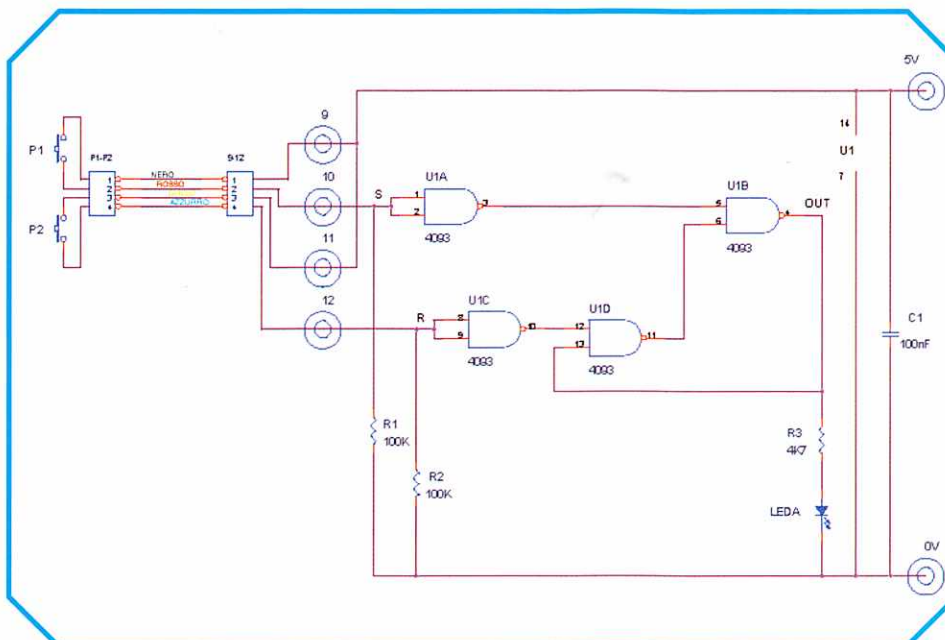 5V
9
14
P1
P1-P2
9-12
U1
NERO
1
1
10
U1A
7
ROSSO
2
2
S
1
3
U1B
3
3
2
5
OUT
AZZURRO
4
4
4093
6
4
P2
11
4093
12
U1C
U1D
R
8
10
12
11
C1
9
13
100nF
4093
4093
R1
100K
R3
4K7
R2
100K
LEDA
0V